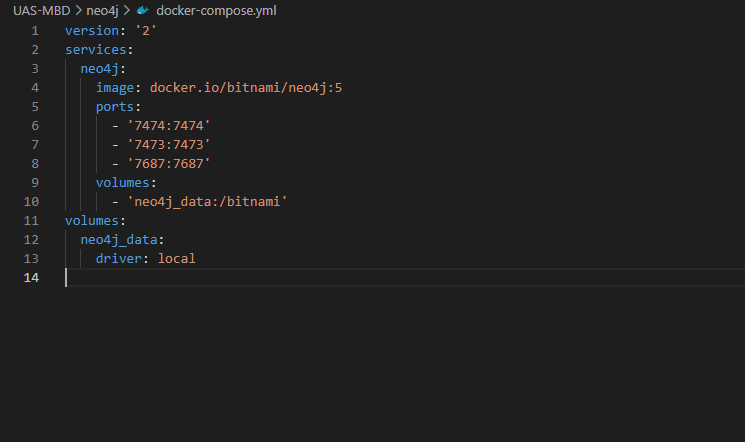 UAS-MBD > neo4j > docker-compose.yml
1 version: '2'
2 services:
3   neo4j:
4     image: docker.io/bitnami/neo4j:5
5     ports:
6       - '7474:7474'
7       - '7473:7473'
8       - '7687:7687'
9     volumes:
10       - 'neo4j_data:/bitnami'
11 volumes:
12   neo4j_data:
13     driver: local
14